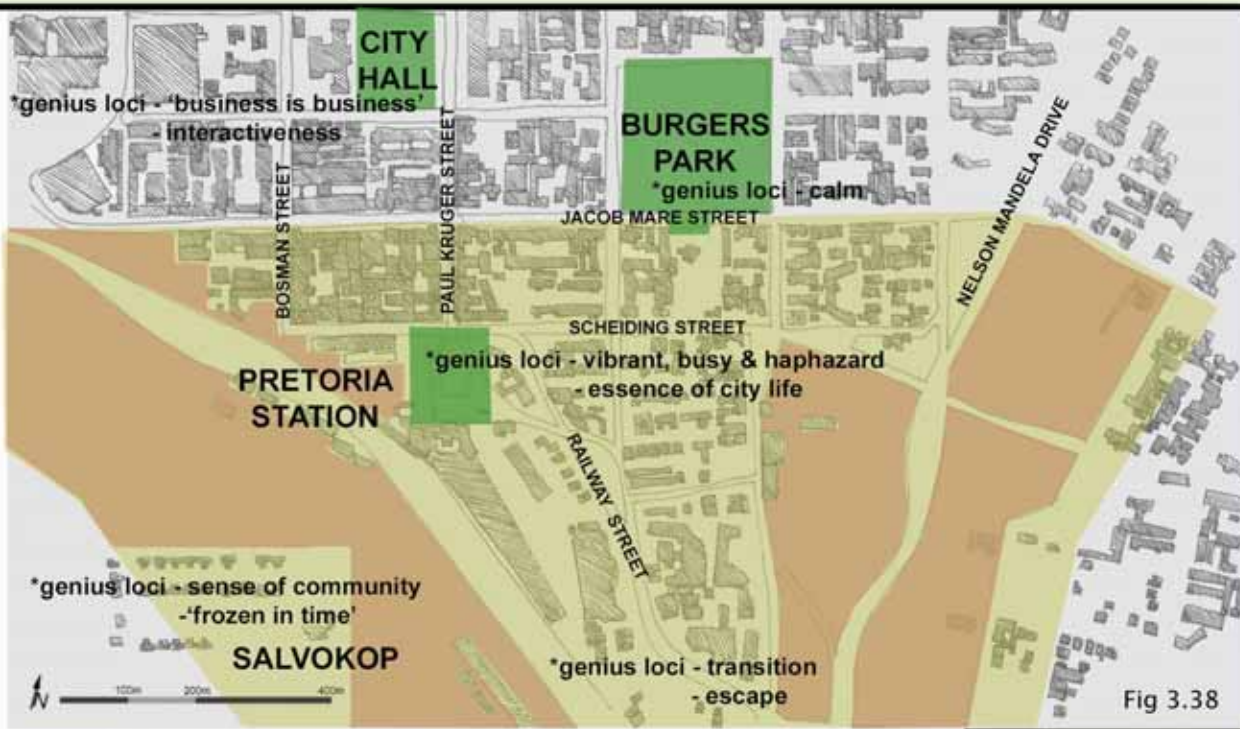 CITY
HALL
*genius loci - 'business is business'
- interactiveness
BURGERS
PARK
*genius loci - calm
JACOB MARE STREET
BOSMAN STREET
PAUL KRUGER STREET
NELSON MANDELA DRIVE
SCHEIDING STREET
*genius loci - vibrant, busy & haphazard
- essence of city life
PRETORIA
STATION
RAILWAY STREET
*genius loci - sense of community
-'frozen in time'
SALVOKOP
*genius loci - transition
- escape
N
100m 200m 400m
Fig 3.38